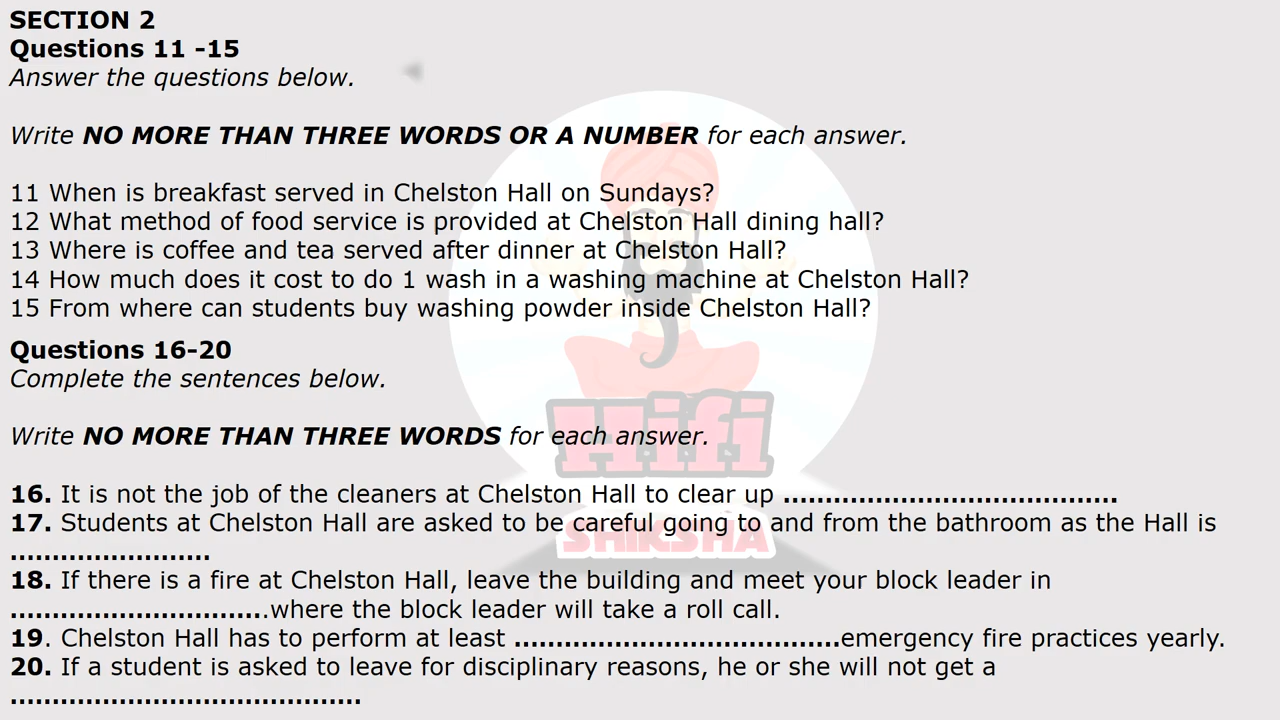 SECTION 2
Questions 11 -15
Answer the questions below.
Write NO MORE THAN THREE WORDS OR A NUMBER for each answer.
11 When is breakfast served in Chelston Hall on Sundays?
12 What method of food service is provided at Chelston Hall dining hall?
13 Where is coffee and tea served after dinner at Chelston Hall?
14 How much does it cost to do 1 wash in a washing machine at Chelston Hall?
15 From where can students buy washing powder inside Chelston Hall?
Questions 16-20
Complete the sentences below.
Write NO MORE THAN THREE WORDS for each answer.
16. It is not the job of the cleaners at Chelston Hall to clear up ........................................
17. Students at Chelston Hall are asked to be careful going to and from the bathroom as the Hall is
........................
18. If there is a fire at Chelston Hall, leave the building and meet your block leader in
...............................where the block leader will take a roll call.
19. Chelston Hall has to perform at least .......................................emergency fire practices yearly.
20. If a student is asked to leave for disciplinary reasons, he or she will not get a
..........................................
Hifi
SHIKSHA